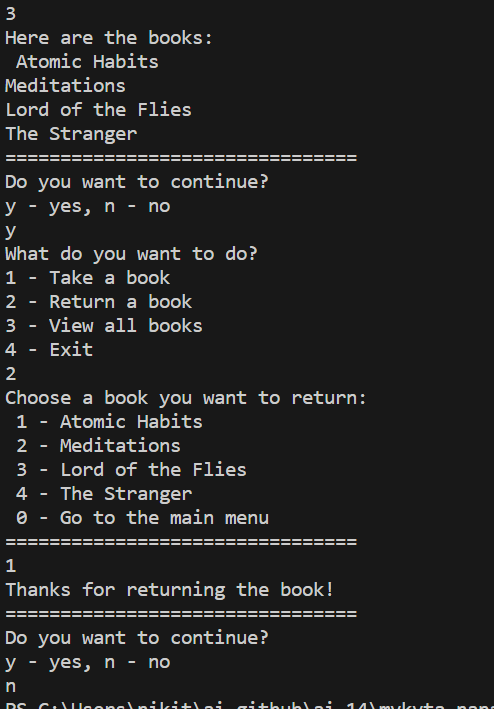 3
Here are the books:
 Atomic Habits
Meditations
Lord of the Flies
The Stranger
================================
Do you want to continue?
y - yes, n - no
y
What do you want to do?
1 - Take a book
2 - Return a book
3 - View all books
4 - Exit
2
Choose a book you want to return:
 1 - Atomic Habits
 2 - Meditations
 3 - Lord of the Flies
 4 - The Stranger
 0 - Go to the main menu
================================
1
Thanks for returning the book!
================================
Do you want to continue?
y - yes, n - no
n
PS C:\Users\nikit\ai_github\ai_14\mykyta